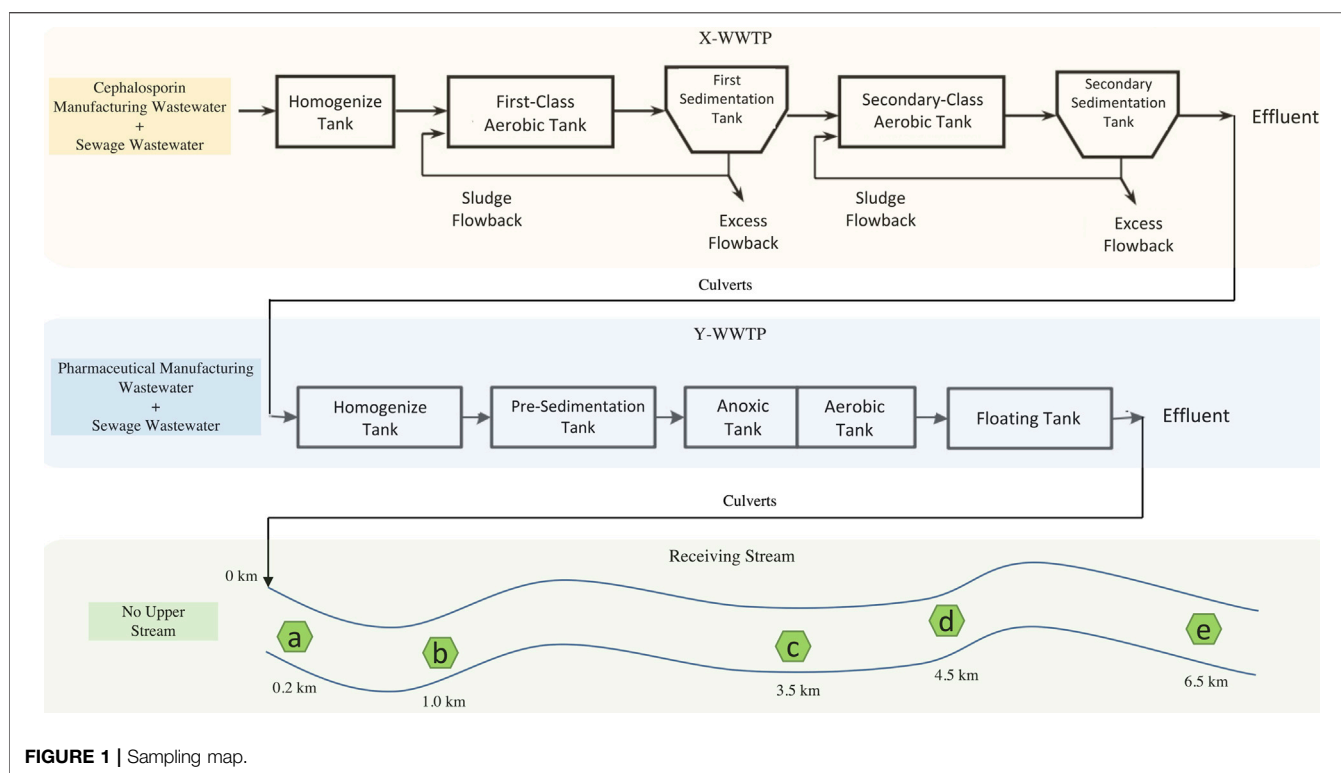 X-WWTP
Cephalosporin
Manufacturing Wastewater
+
Sewage Wastewater
Homogenize
Tank
First-Class
Aerobic Tank
First
Sedimentation
Tank
Secondary-Class
Aerobic Tank
Secondary
Sedimentation
Tank
Effluent
Sludge
Flowback
Excess
Flowback
Sludge
Flowback
Excess
Flowback
Culverts
Y-WWTP
Pharmaceutical Manufacturing
Wastewater
+
Sewage Wastewater
Homogenize
Tank
Pre-Sedimentation
Tank
Anoxic
Tank
Aerobic
Tank
Floating Tank
Effluent
Culverts
Receiving Stream
0 km
No Upper
Stream
a
b
c
d
e
0.2 km
1.0 km
3.5 km
4.5 km
6.5 km
FIGURE 1 | Sampling map.